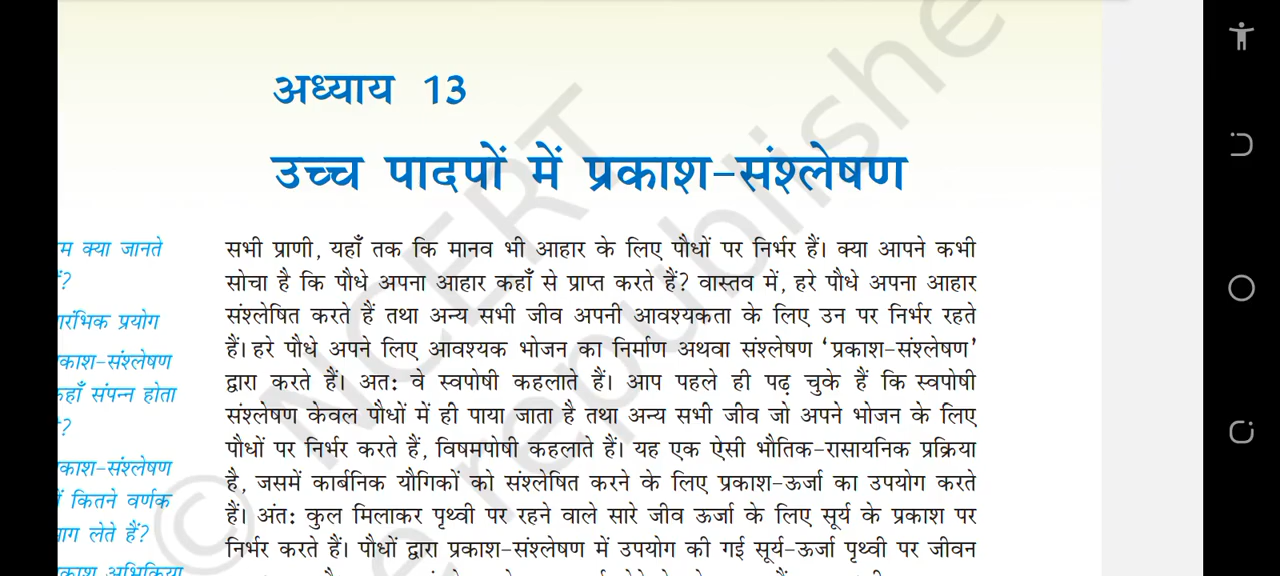 अध्याय 13
उच्च पादपों में प्रकाश-संश्लेषण
म क्या जानते
?
रंभिक प्रयोग
काश-संश्लेषण
हाँ संपन्न होता
?
काश-संश्लेषण
कितने वर्णक
ाग लेते हैं?
काश अभिक्रिया
सभी प्राणी, यहाँ तक कि मानव भी आहार के लिए पौधों पर निर्भर हैं। क्या आपने कभी
सोचा है कि पौधे अपना आहार कहाँ से प्राप्त करते हैं? वास्तव में, हरे पौधे अपना आहार
संश्लेषित करते हैं तथा अन्य सभी जीव अपनी आवश्यकता के लिए उन पर निर्भर रहते
हैं। हरे पौधे अपने लिए आवश्यक भोजन का निर्माण अथवा संश्लेषण ‘प्रकाश-संश्लेषण’
द्वारा करते हैं। अत: वे स्वपोषी कहलाते हैं। आप पहले ही पढ़ चुके हैं कि स्वपोषी
संश्लेषण केवल पौधों में ही पाया जाता है तथा अन्य सभी जीव जो अपने भोजन के लिए
पौधों पर निर्भर करते हैं, विषमपोषी कहलाते हैं। यह एक ऐसी भौतिक-रासायनिक प्रक्रिया
है, जसमें कार्बनिक यौगिकों को संश्लेषित करने के लिए प्रकाश-ऊर्जा का उपयोग करते
हैं। अंत: कुल मिलाकर पृथ्वी पर रहने वाले सारे जीव ऊर्जा के लिए सूर्य के प्रकाश पर
निर्भर करते हैं। पौधों द्वारा प्रकाश-संश्लेषण में उपयोग की गई सूर्य-ऊर्जा पृथ्वी पर जीवन
© NCERT
e republishe